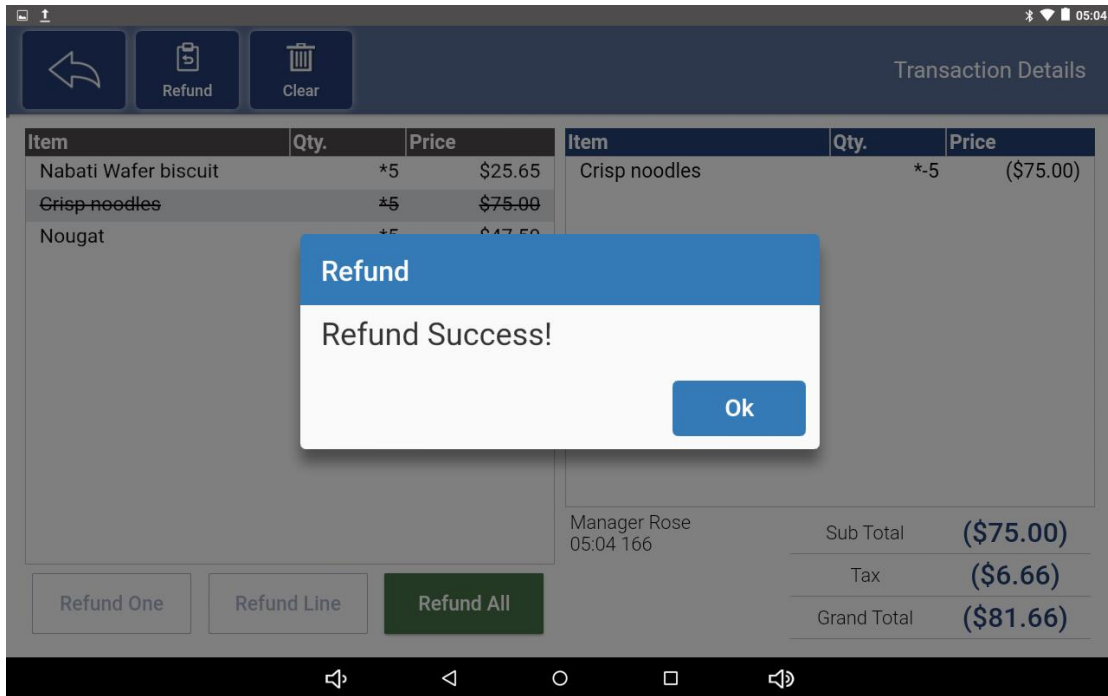 05:04
Refund
Clear
Transaction Details
Item Qty. Price
Nabati Wafer biscuit *5 $25.65
Crisp noodles *5 $75.00
Nougat
Item Qty. Price
Crisp noodles *-5 ($75.00)
Refund
Refund Success!
Ok
Manager Rose
05:04 166
Sub Total ($75.00)
Tax ($6.66)
Grand Total ($81.66)
Refund One Refund Line Refund All